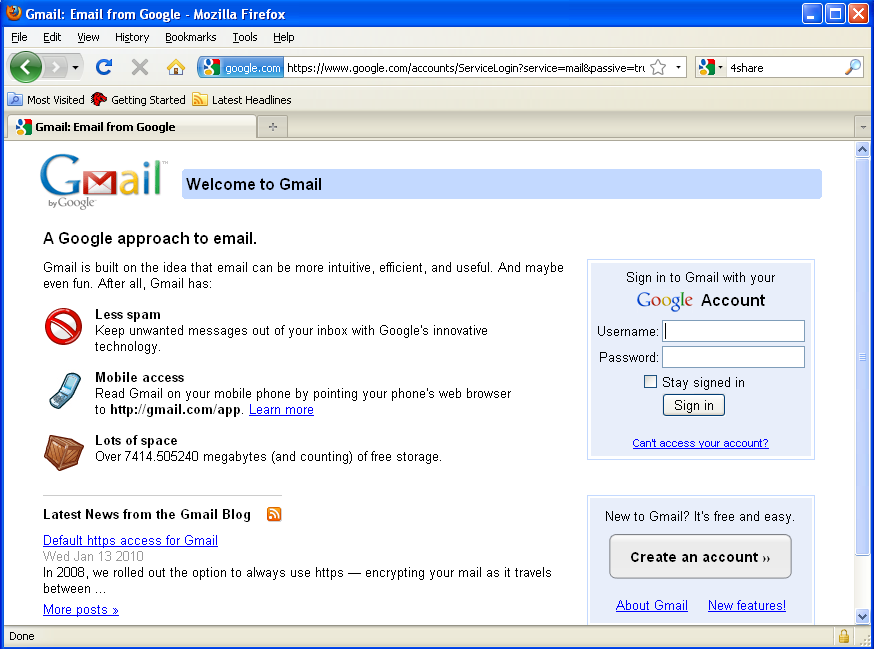 Gmail: Email from Google - Mozilla Firefox
File Edit View History Bookmarks Tools Help
google.com https://www.google.com/accounts/ServiceLogin?service=mail&passive=tru
4share
Most Visited Getting Started Latest Headlines
Gmail: Email from Google
Gmail™
by Google
Welcome to Gmail
A Google approach to email.
Gmail is built on the idea that email can be more intuitive, efficient, and useful. And maybe
even fun. After all, Gmail has:
Less spam
Keep unwanted messages out of your inbox with Google's innovative
technology.
Mobile access
Read Gmail on your mobile phone by pointing your phone's web browser
to http://gmail.com/app. Learn more
Lots of space
Over 7414.505240 megabytes (and counting) of free storage.
Latest News from the Gmail Blog
Default https access for Gmail
Wed Jan 13 2010
In 2008, we rolled out the option to always use https — encrypting your mail as it travels
between ...
More posts »
Sign in to Gmail with your
Google Account
Username:
Password:
Stay signed in
Sign in
Can't access your account?
New to Gmail? It's free and easy.
Create an account ››
About Gmail New features!
Done